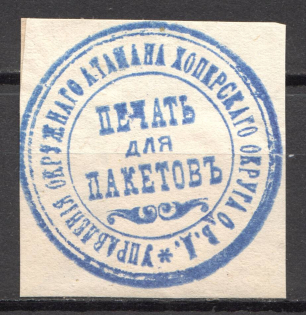 УПРАВЛЕНІЯ ОКРУЖНАГО АТАМАНА ХОПЕРСКАГО ОКРУГА О.В.Д. *
ПЕЧАТЬ
ДЛЯ
ПАКЕТОВЪ